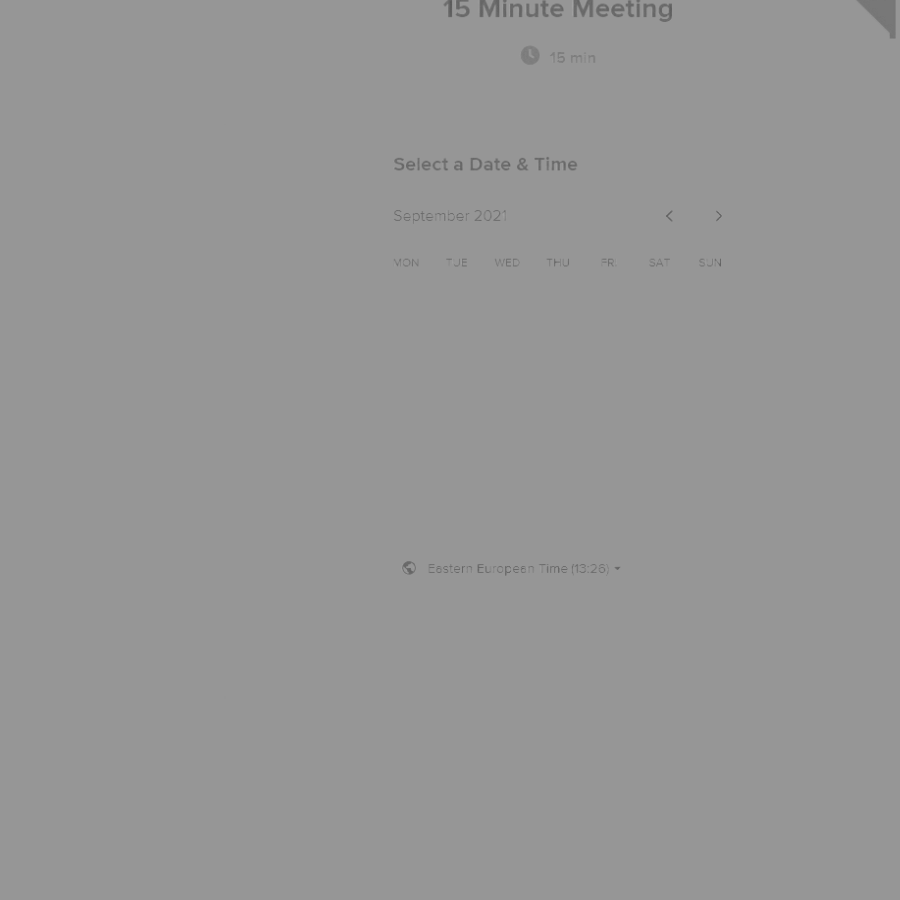 15 Minute Meeting
15 min
Select a Date & Time
September 2021
MON TUE WED THU FRI SAT SUN
Eastern European Time (13:26)